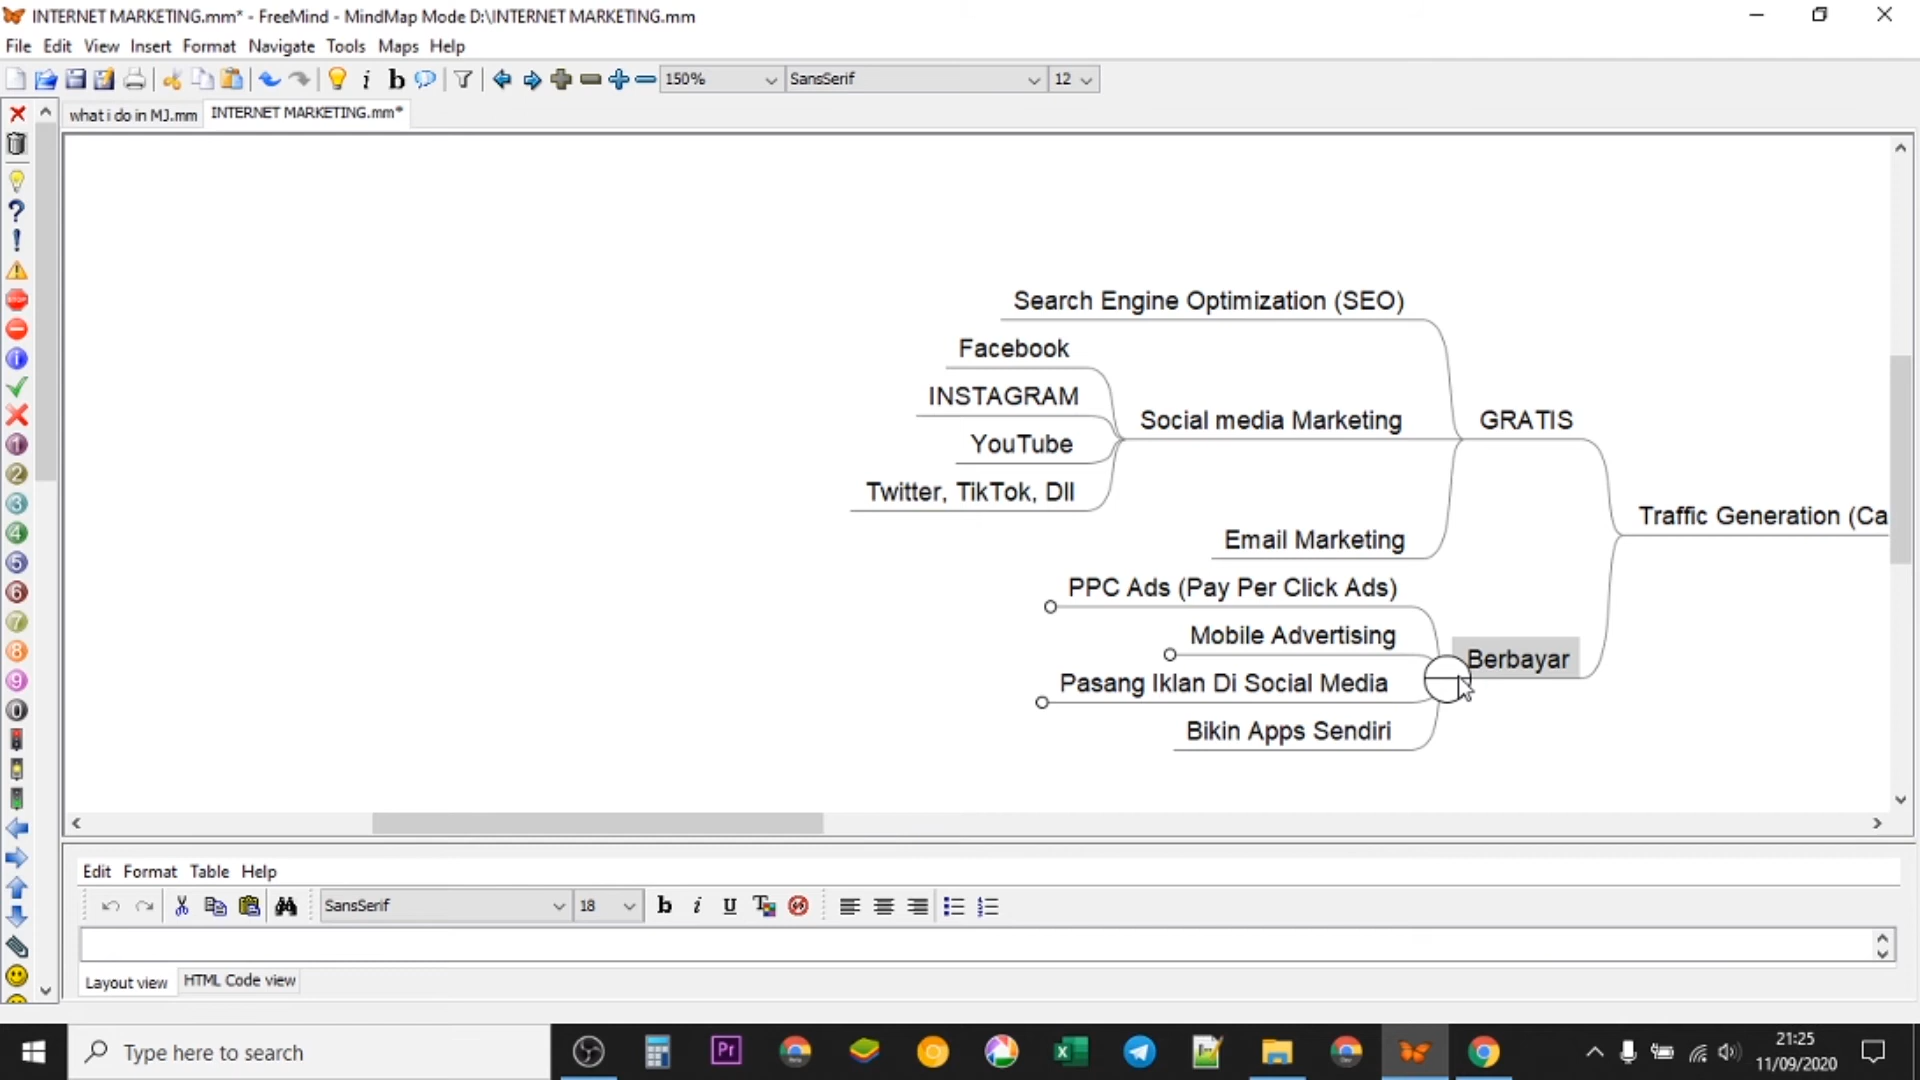 INTERNET MARKETING.mm* - FreeMind - MindMap Mode D:\INTERNET MARKETING.mm
File Edit View Insert Format Navigate Tools Maps Help
150% SansSerif 12
what i do in MJ.mm INTERNET MARKETING.mm*
Search Engine Optimization (SEO)
Facebook
INSTAGRAM
Social media Marketing
GRATIS
YouTube
Twitter, TikTok, Dll
Traffic Generation (Ca
Email Marketing
PPC Ads (Pay Per Click Ads)
Mobile Advertising
Berbayar
Pasang Iklan Di Social Media
Bikin Apps Sendiri
Edit Format Table Help
SansSerif 18
Layout view HTML Code view
Type here to search
21:25
11/09/2020